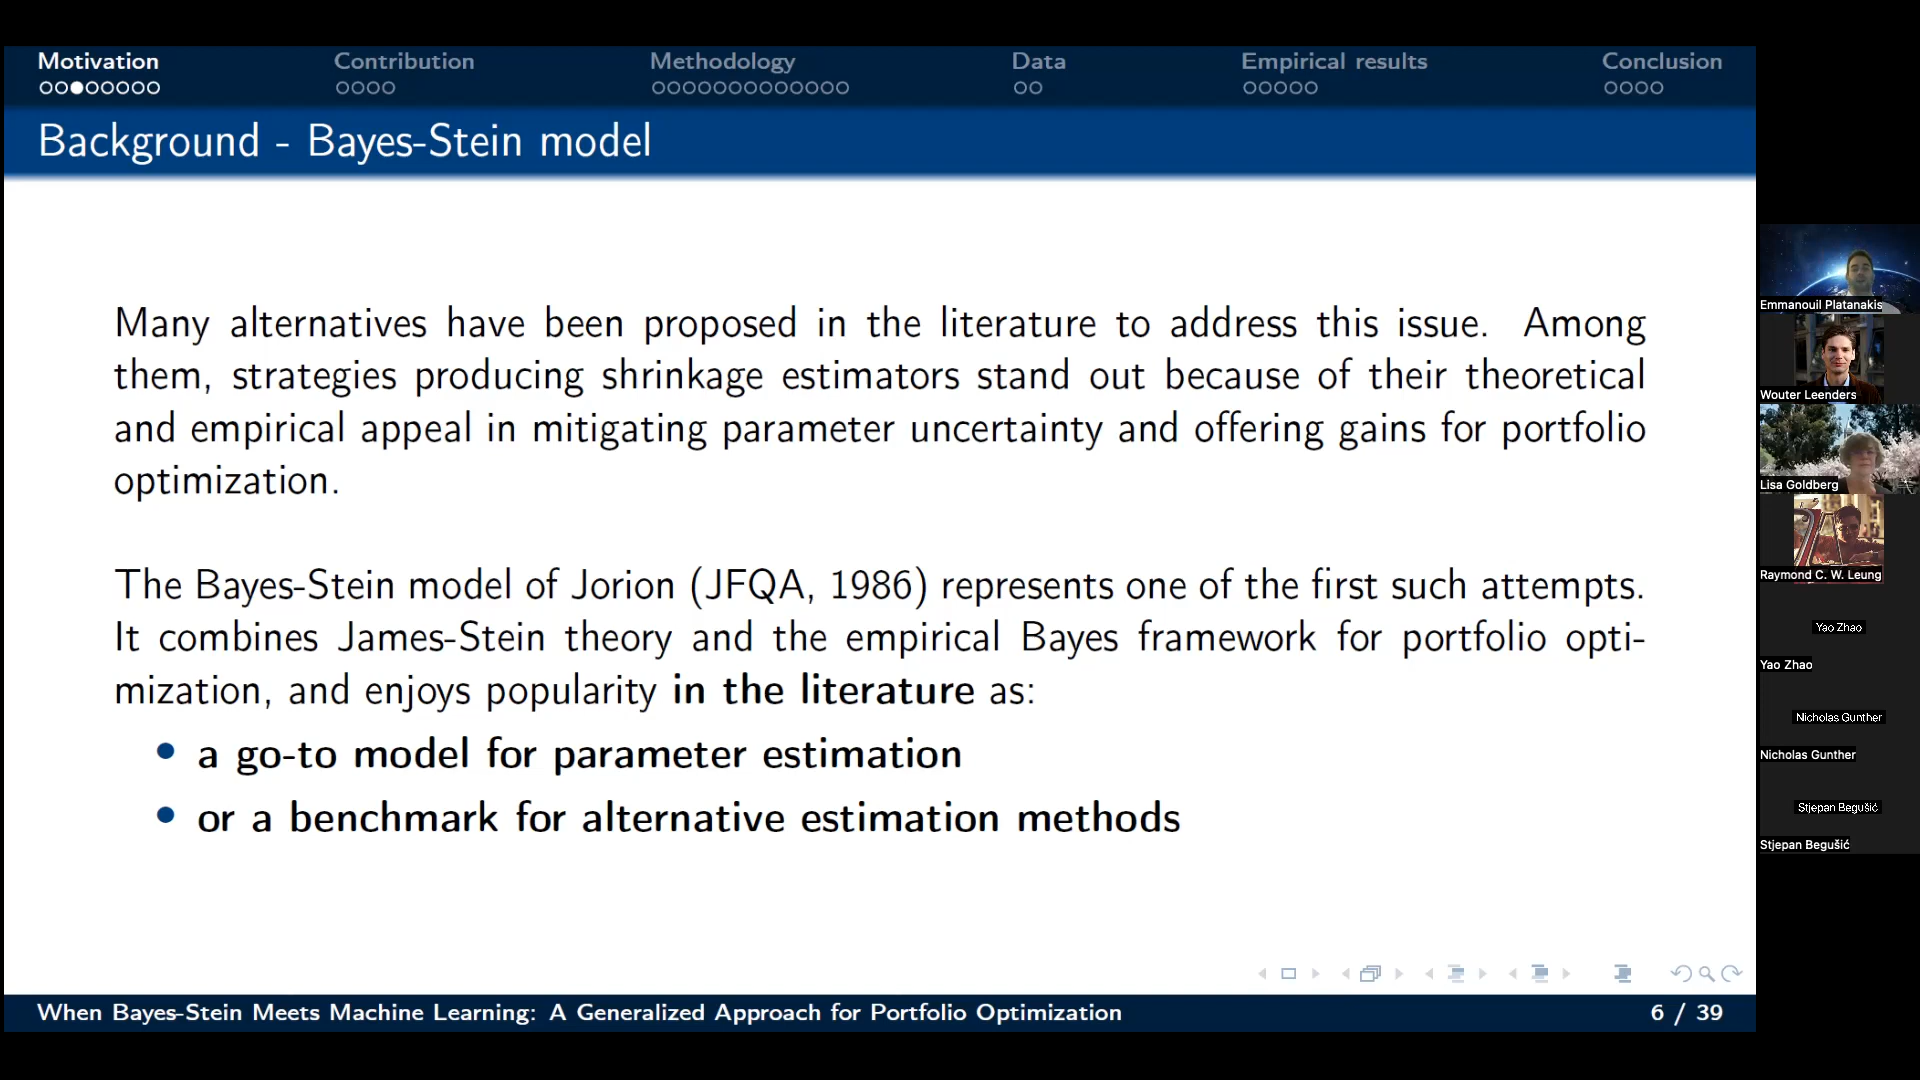 Motivation
Contribution
Methodology
Data
Empirical results
Conclusion
Background - Bayes-Stein model
Many alternatives have been proposed in the literature to address this issue. Among
them, strategies producing shrinkage estimators stand out because of their theoretical
and empirical appeal in mitigating parameter uncertainty and offering gains for portfolio
optimization.
The Bayes-Stein model of Jorion (JFQA, 1986) represents one of the first such attempts.
It combines James-Stein theory and the empirical Bayes framework for portfolio opti-
mization, and enjoys popularity in the literature as:
• a go-to model for parameter estimation
• or a benchmark for alternative estimation methods
When Bayes-Stein Meets Machine Learning: A Generalized Approach for Portfolio Optimization
6 / 39
Emmanouil Platanakis
Wouter Leenders
Lisa Goldberg
Raymond C. W. Leung
Yao Zhao
Yao Zhao
Nicholas Gunther
Nicholas Gunther
Stjepan Begušić
Stjepan Begušić